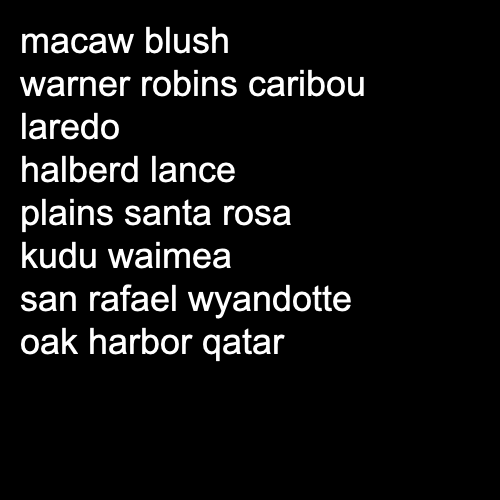 macaw blush
warner robins caribou
laredo
halberd lance
plains santa rosa
kudu waimea
san rafael wyandotte
oak harbor qatar